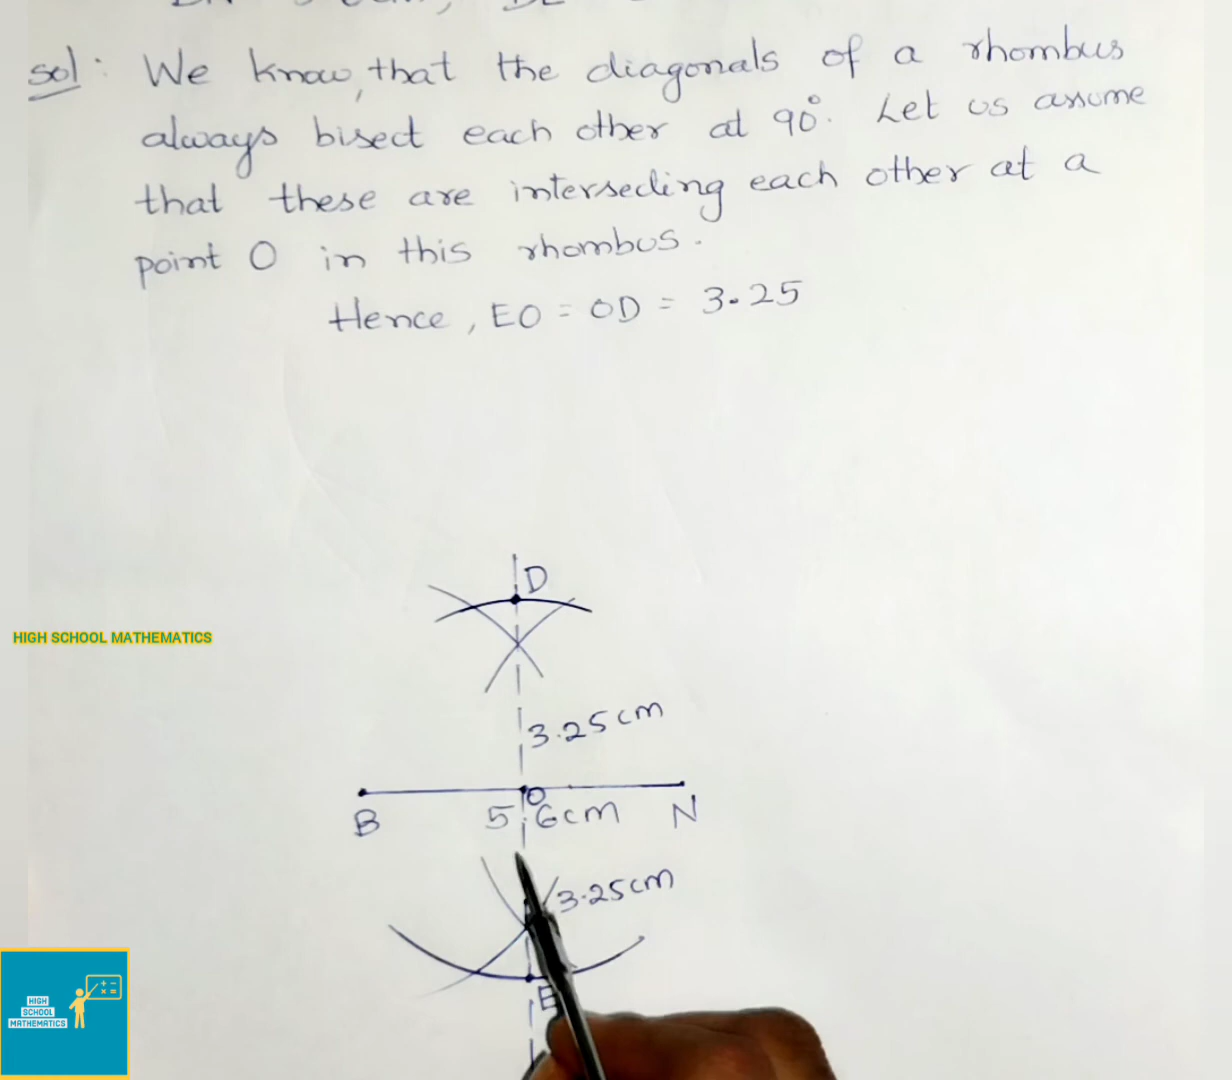 sol: We know, that the diagonals of a rhombus
always bisect each other at 90°. Let us assume
that these are intersecting each other at a
point O in this rhombus.
Hence, EO = OD = 3.25
D
HIGH SCHOOL MATHEMATICS
3.25cm
O
B 5.6cm N
3.25cm
E
HIGH
SCHOOL
MATHEMATICS